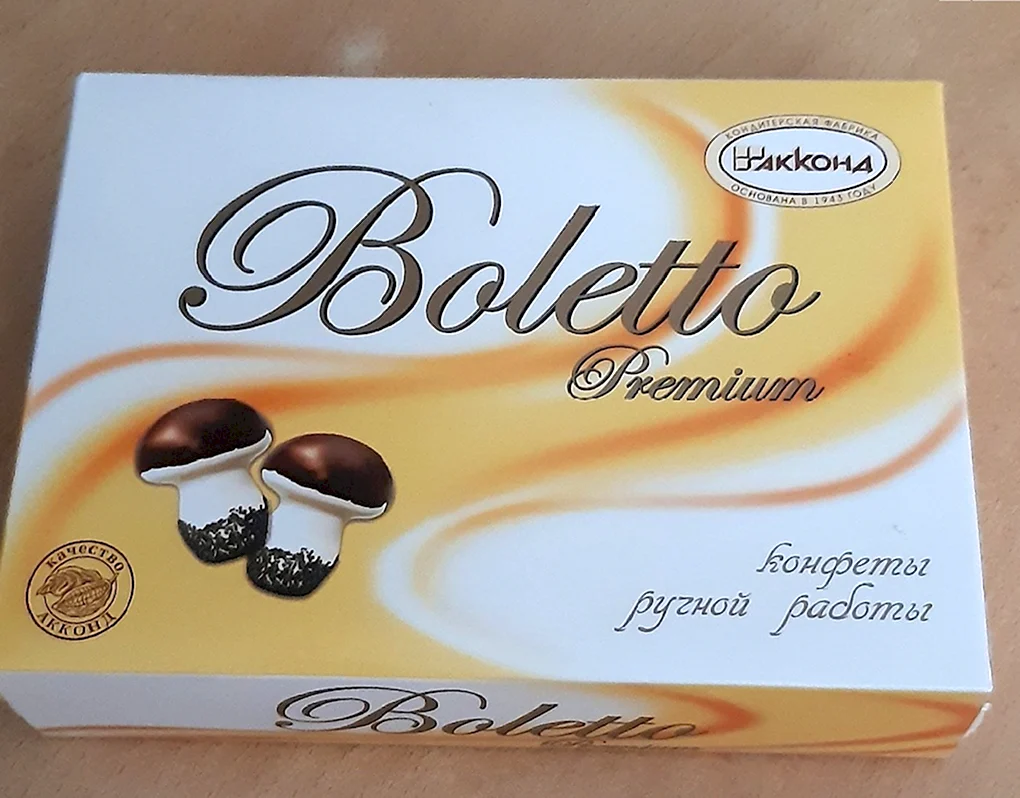 КОНДИТЕРСКАЯ ФАБРИКА
АККОНД
ОСНОВАНА В 1943 ГОДУ
Boletto
Premium
конфеты
ручной работы
качество
АККОНД
Boletto